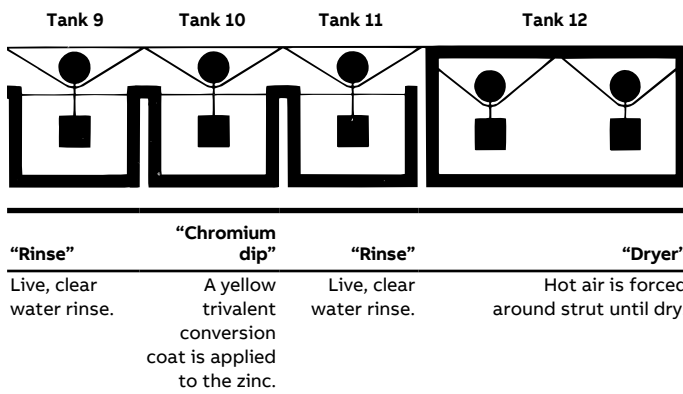 Tank 9
Tank 10
Tank 11
Tank 12
“Rinse”
“Chromium
dip”
“Rinse”
“Dryer”
Live, clear
water rinse.
A yellow
trivalent
conversion
coat is applied
to the zinc.
Live, clear
water rinse.
Hot air is forced
around strut until dry